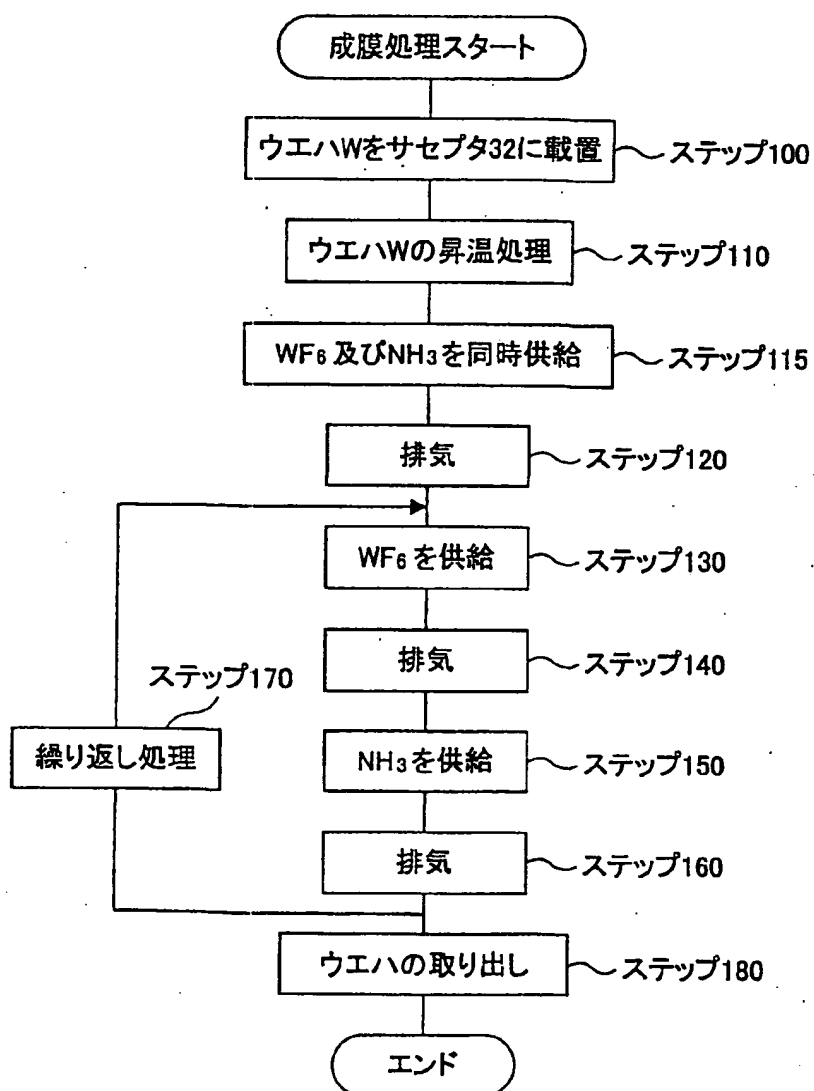 成膜処理スタート
ウエハWをサセプタ32に載置
ステップ100
ウエハWの昇温処理
ステップ110
WF₆ 及びNH₃を同時供給
ステップ115
排気
ステップ120
WF₆ を供給
ステップ130
排気
ステップ140
ステップ170
繰り返し処理
NH₃を供給
ステップ150
排気
ステップ160
ウエハの取り出し
ステップ180
エンド